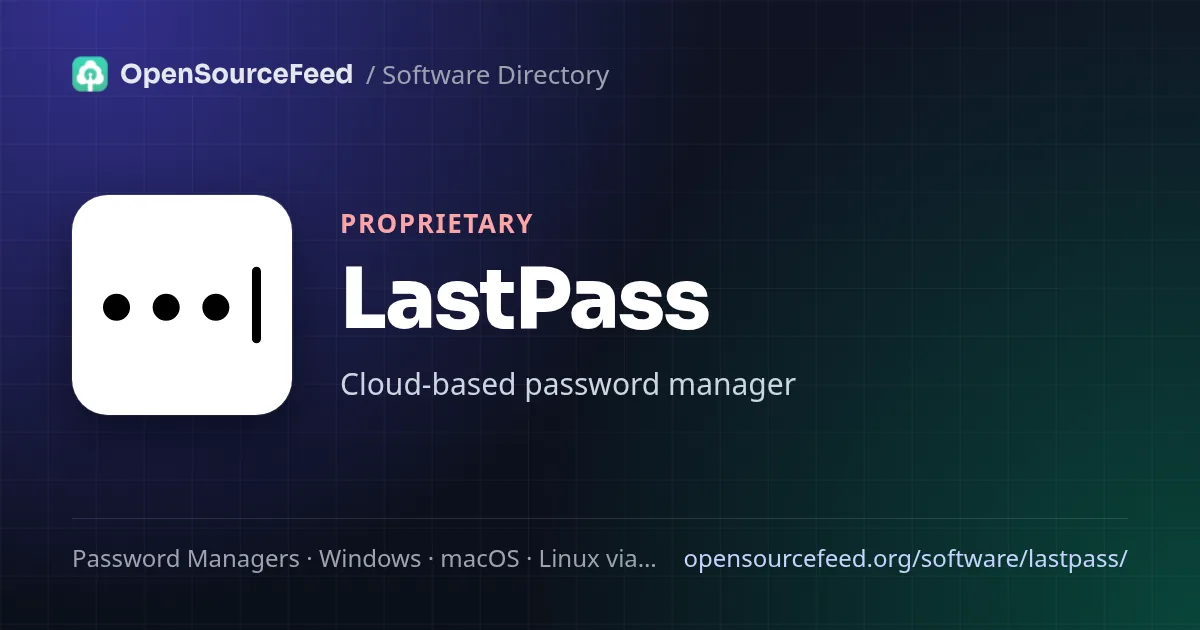 OpenSourceFeed / Software Directory
PROPRIETARY
LastPass
Cloud-based password manager
Password Managers · Windows · macOS · Linux via... opensourcefeed.org/software/lastpass/